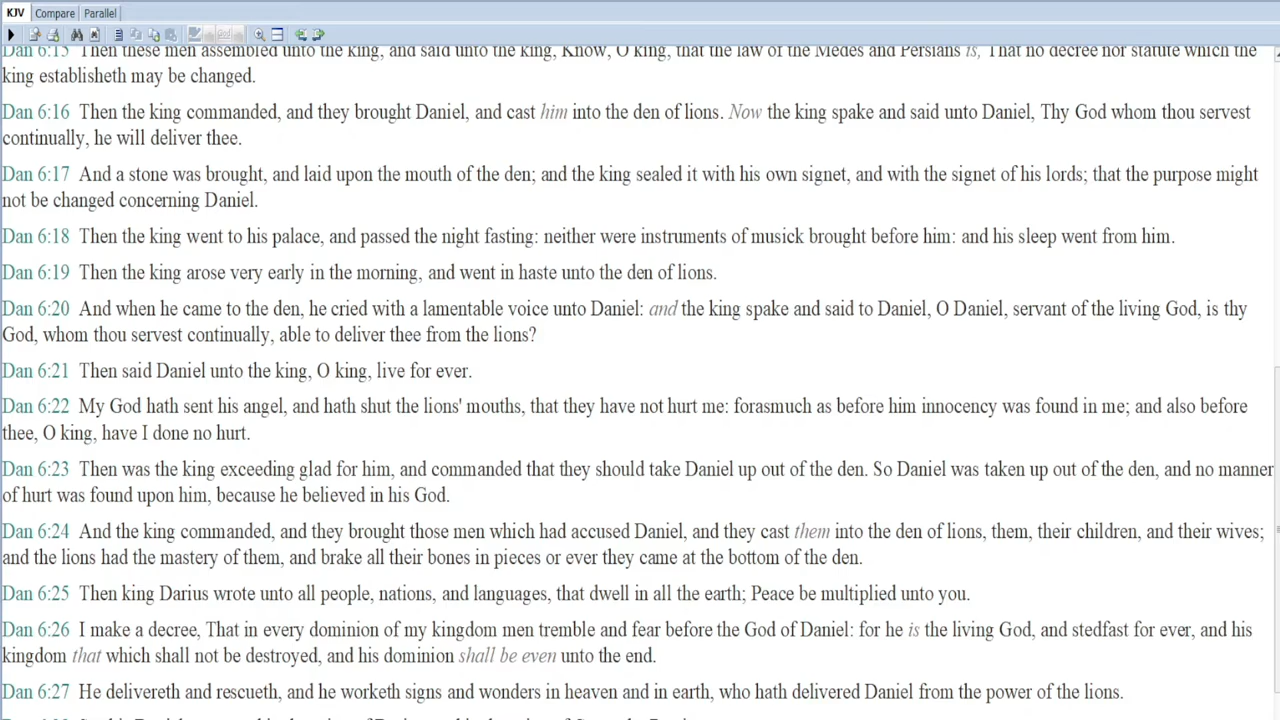 KJV Compare Parallel
Dan 6:15 Then these men assembled unto the king, and said unto the king, Know, O king, that the law of the Medes and Persians is, That no decree nor statute which the
king establisheth may be changed.
Dan 6:16 Then the king commanded, and they brought Daniel, and cast him into the den of lions. Now the king spake and said unto Daniel, Thy God whom thou servest
continually, he will deliver thee.
Dan 6:17 And a stone was brought, and laid upon the mouth of the den; and the king sealed it with his own signet, and with the signet of his lords; that the purpose might
not be changed concerning Daniel.
Dan 6:18 Then the king went to his palace, and passed the night fasting: neither were instruments of musick brought before him: and his sleep went from him.
Dan 6:19 Then the king arose very early in the morning, and went in haste unto the den of lions.
Dan 6:20 And when he came to the den, he cried with a lamentable voice unto Daniel: and the king spake and said to Daniel, O Daniel, servant of the living God, is thy
God, whom thou servest continually, able to deliver thee from the lions?
Dan 6:21 Then said Daniel unto the king, O king, live for ever.
Dan 6:22 My God hath sent his angel, and hath shut the lions' mouths, that they have not hurt me: forasmuch as before him innocency was found in me; and also before
thee, O king, have I done no hurt.
Dan 6:23 Then was the king exceeding glad for him, and commanded that they should take Daniel up out of the den. So Daniel was taken up out of the den, and no manner
of hurt was found upon him, because he believed in his God.
Dan 6:24 And the king commanded, and they brought those men which had accused Daniel, and they cast them into the den of lions, them, their children, and their wives;
and the lions had the mastery of them, and brake all their bones in pieces or ever they came at the bottom of the den.
Dan 6:25 Then king Darius wrote unto all people, nations, and languages, that dwell in all the earth; Peace be multiplied unto you.
Dan 6:26 I make a decree, That in every dominion of my kingdom men tremble and fear before the God of Daniel: for he is the living God, and stedfast for ever, and his
kingdom that which shall not be destroyed, and his dominion shall be even unto the end.
Dan 6:27 He delivereth and rescueth, and he worketh signs and wonders in heaven and in earth, who hath delivered Daniel from the power of the lions.